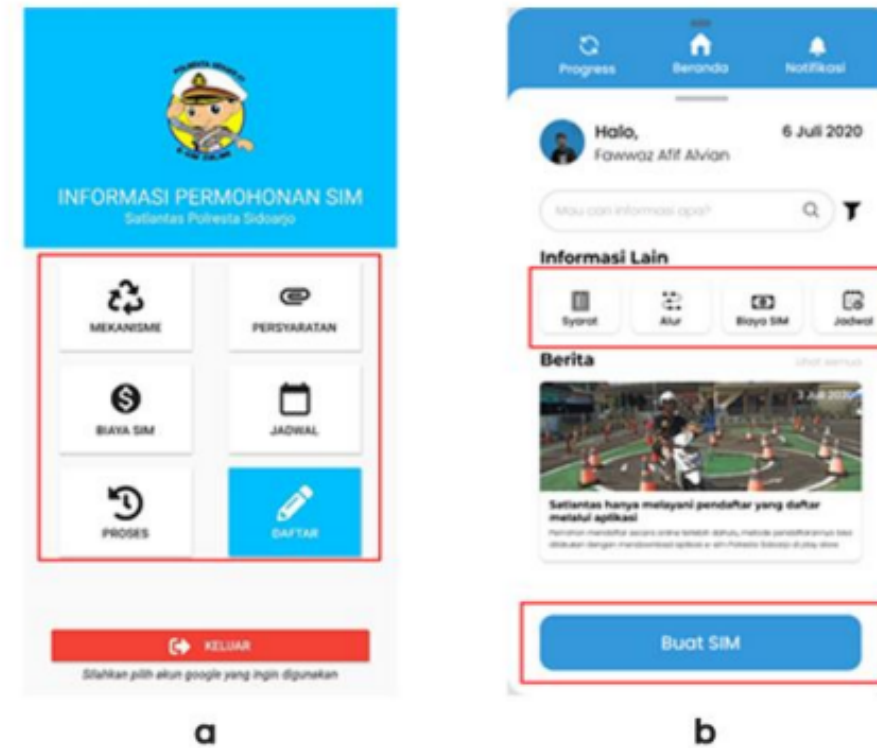 INFORMASI PERMOHONAN SIM
Satlantas Polresta Sidoarjo
MEKANISME
PERSYARATAN
BIAYA SIM
JADWAL
PROSES
DAFTAR
KELUAR
Silahkan pilih akun google yang ingin digunakan
a
Progress
Beranda
Notifikasi
Halo,
6 Juli 2020
Fawwaz Afif Alvian
Mau cari informasi apa?
Informasi Lain
Syarat
Alur
Biaya SIM
Jadwal
Berita
Lihat semua
3 Juli 2020
Satlantas hanya melayani pendaftar yang daftar
melalui aplikasi
Buat SIM
b